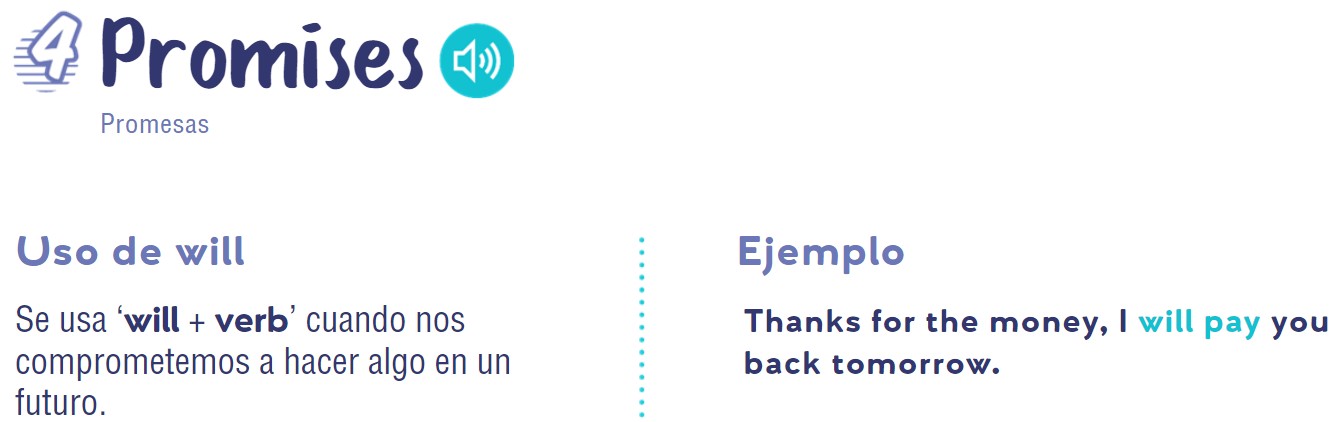 4 Promises
Promesas
Uso de will
Se usa ‘will + verb’ cuando nos
comprometemos a hacer algo en un
futuro.
Ejemplo
Thanks for the money, I will pay you
back tomorrow.